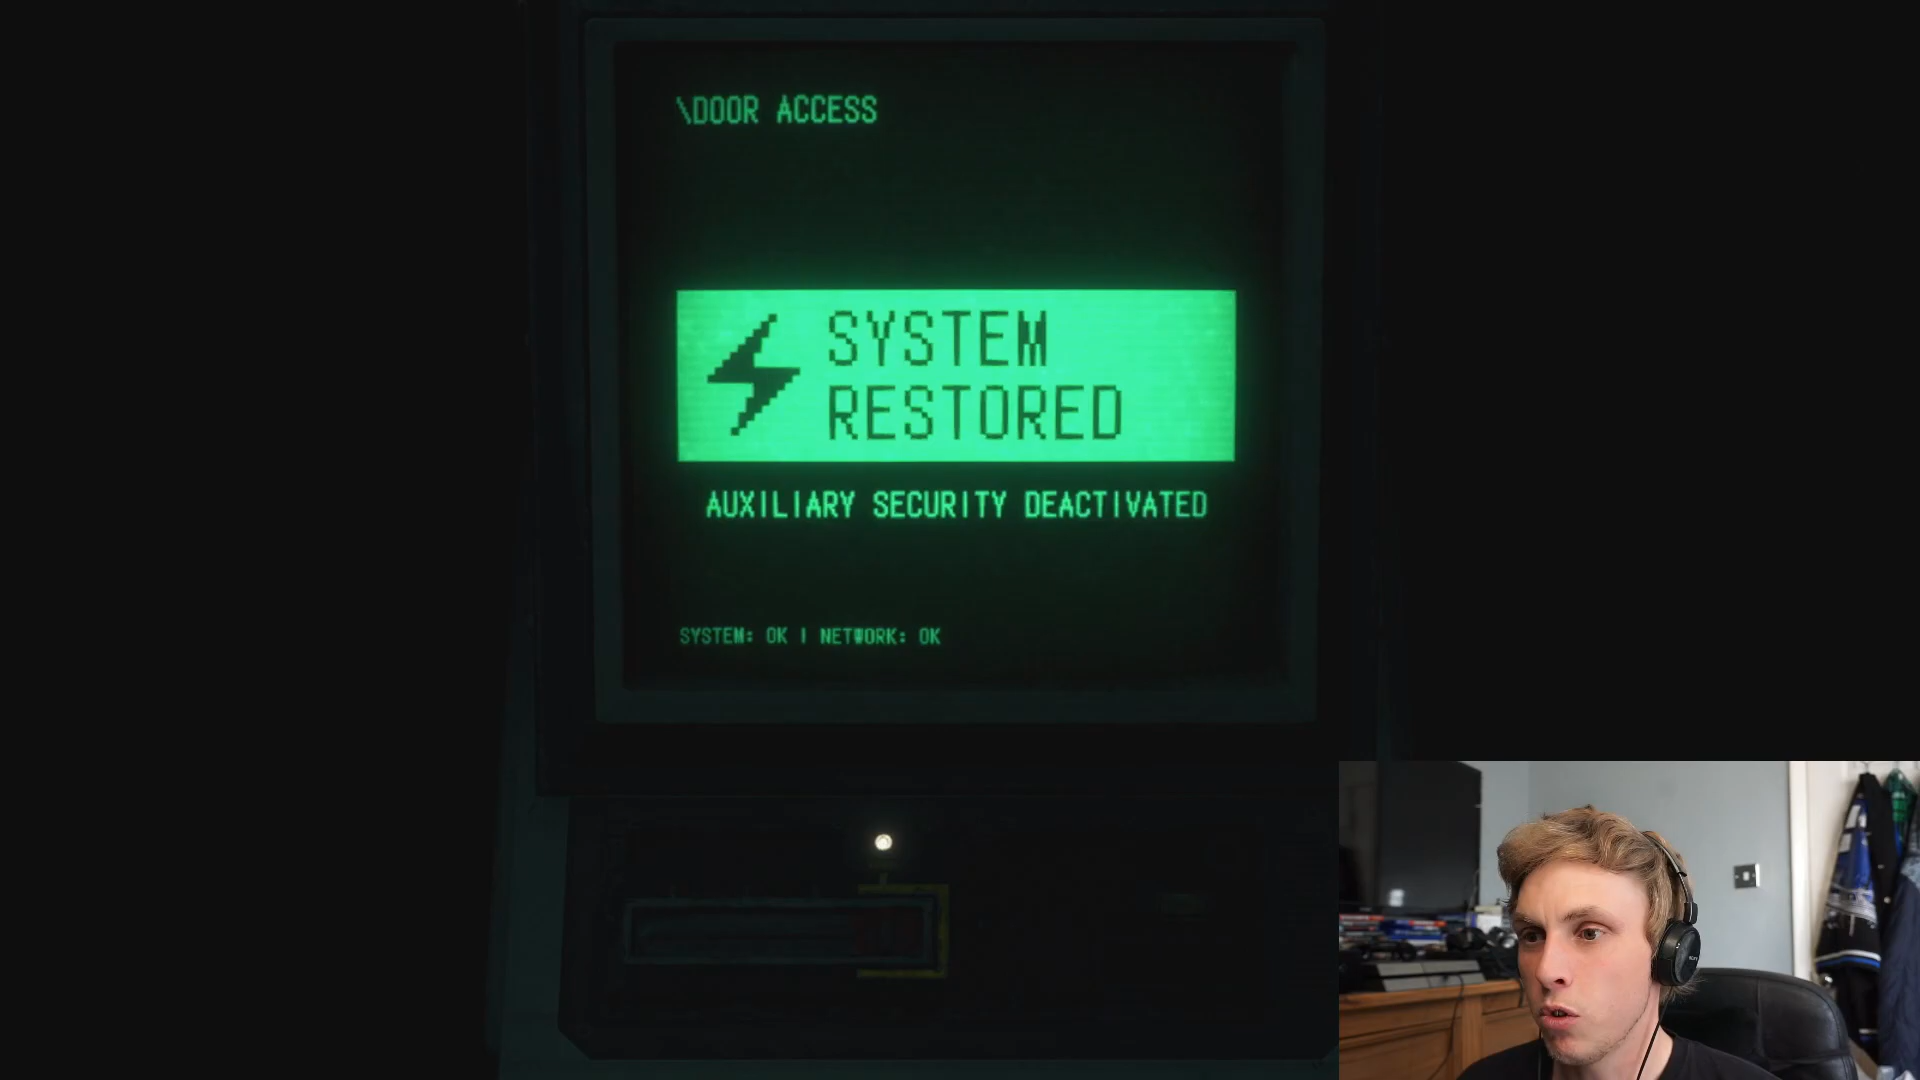 \DOOR ACCESS
SYSTEM
RESTORED
AUXILIARY SECURITY DEACTIVATED
SYSTEM: OK | NETWORK: OK